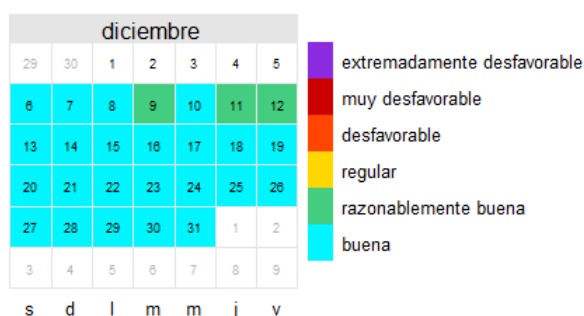 diciembre
29 30 1 2 3 4 5
6 7 8 9 10 11 12
13 14 15 16 17 18 19
20 21 22 23 24 25 26
27 28 29 30 31 1 2
3 4 5 6 7 8 9
s d l m m j v
extremadamente desfavorable
muy desfavorable
desfavorable
regular
razonablemente buena
buena